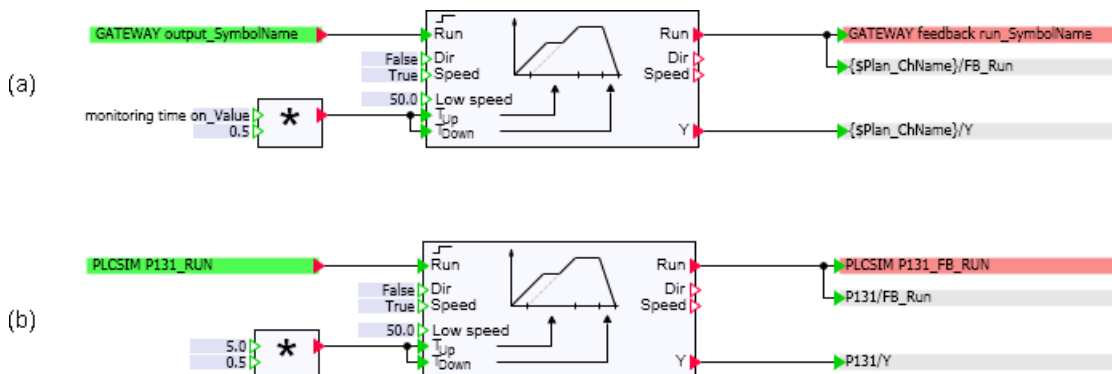 (a)
GATEWAY output_SymbolName
Run
Run
GATEWAY feedback run_SymbolName
False
Dir
Dir
{$Plan_ChName}/FB_Run
True
Speed
Speed
50.0
Low speed
monitoring time on_Value
*
TUp
0.5
TDown
Y
{$Plan_ChName}/Y
(b)
PLCSIM P131_RUN
Run
Run
PLCSIM P131_FB_RUN
False
Dir
Dir
P131/FB_Run
True
Speed
Speed
50.0
Low speed
5.0
*
TUp
0.5
TDown
Y
P131/Y